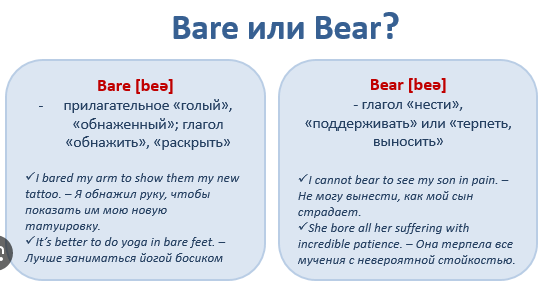 Bare или Bear?
Bare [beə]
- прилагательное «голый»,
«обнаженный»; глагол
«обнажить», «раскрыть»
✓I bared my arm to show them my new
tattoo. – Я обнажил руку, чтобы
показать им мою новую
татуировку.
✓It’s better to do yoga in bare feet. –
Лучше заниматься йогой босиком
Bear [beə]
- глагол «нести»,
«поддерживать» или «терпеть,
выносить»
✓I cannot bear to see my son in pain. –
Не могу вынести, как мой сын
страдает.
✓She bore all her suffering with
incredible patience. – Она терпела все
мучения с невероятной стойкостью.